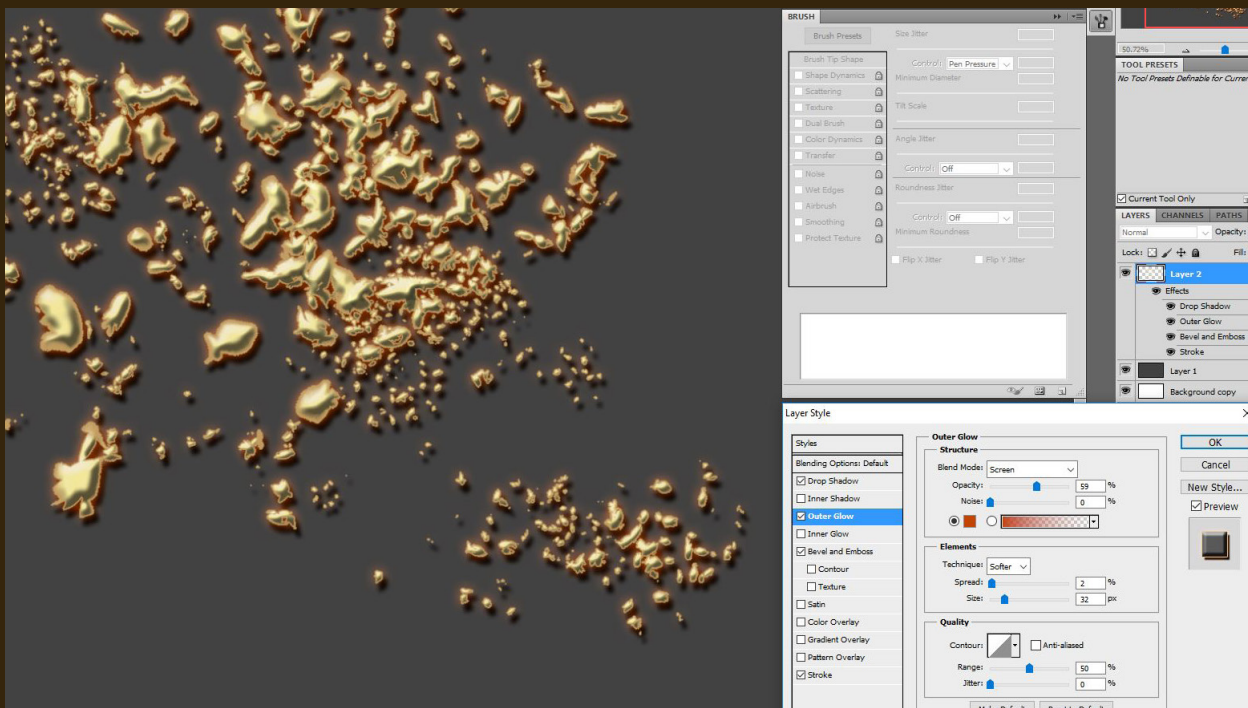 BRUSH
Brush Presets
Size Jitter
Brush Tip Shape
Control: Pen Pressure
Shape Dynamics
Minimum Diameter
Scattering
Texture
Tilt Scale
Dual Brush
Color Dynamics
Angle Jitter
Transfer
Noise
Control: Off
Wet Edges
Roundness Jitter
Airbrush
Smoothing
Control: Off
Protect Texture
Minimum Roundness
Flip X Jitter
Flip Y Jitter
50.72%
TOOL PRESETS
No Tool Presets Definable for Curren
Current Tool Only
LAYERS CHANNELS PATHS
Normal
Opacity:
Lock:
Fill:
Layer 2
Effects
Drop Shadow
Outer Glow
Bevel and Emboss
Stroke
Layer 1
Background copy
Layer Style
Styles
Blending Options: Default
Drop Shadow
Inner Shadow
Outer Glow
Inner Glow
Bevel and Emboss
Contour
Texture
Satin
Color Overlay
Gradient Overlay
Pattern Overlay
Stroke
Outer Glow
Structure
Blend Mode: Screen
Opacity: 59 %
Noise: 0 %
Elements
Technique: Softer
Spread: 2 %
Size: 32 px
Quality
Contour:
Anti-aliased
Range: 50 %
Jitter: 0 %
OK
Cancel
New Style...
Preview